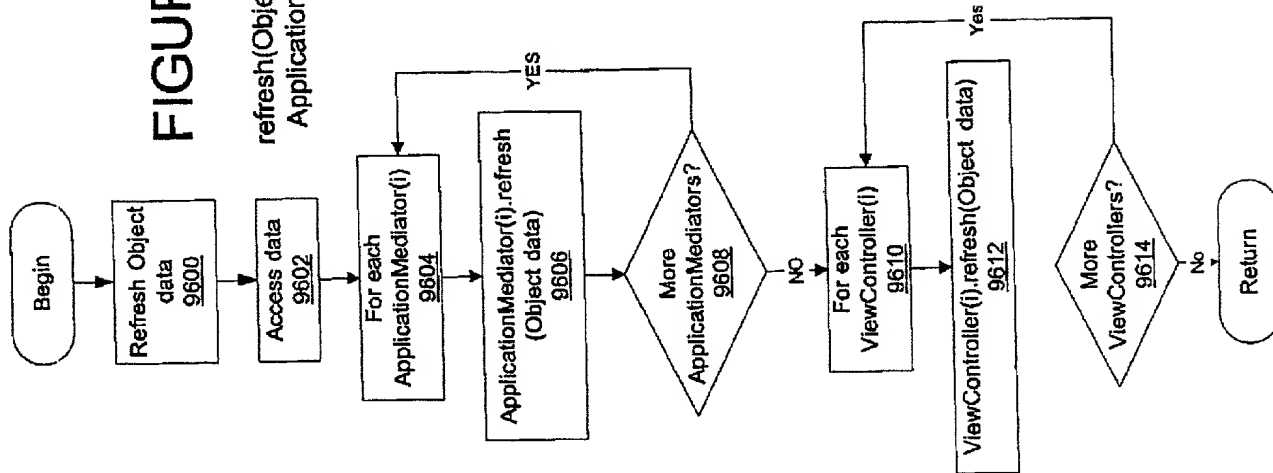 FIGUR
refresh(Obje
Application
Begin
Refresh Object
data
9600
Access data
9602
For each
ApplicationMediator(i)
9604
ApplicationMediator(i).refresh
(Object data)
9606
More
ApplicationMediators?
9608
YES
NO
For each
ViewController(i)
9610
ViewController(i).refresh(Object data)
9612
More
ViewControllers?
9614
Yes
No
Return